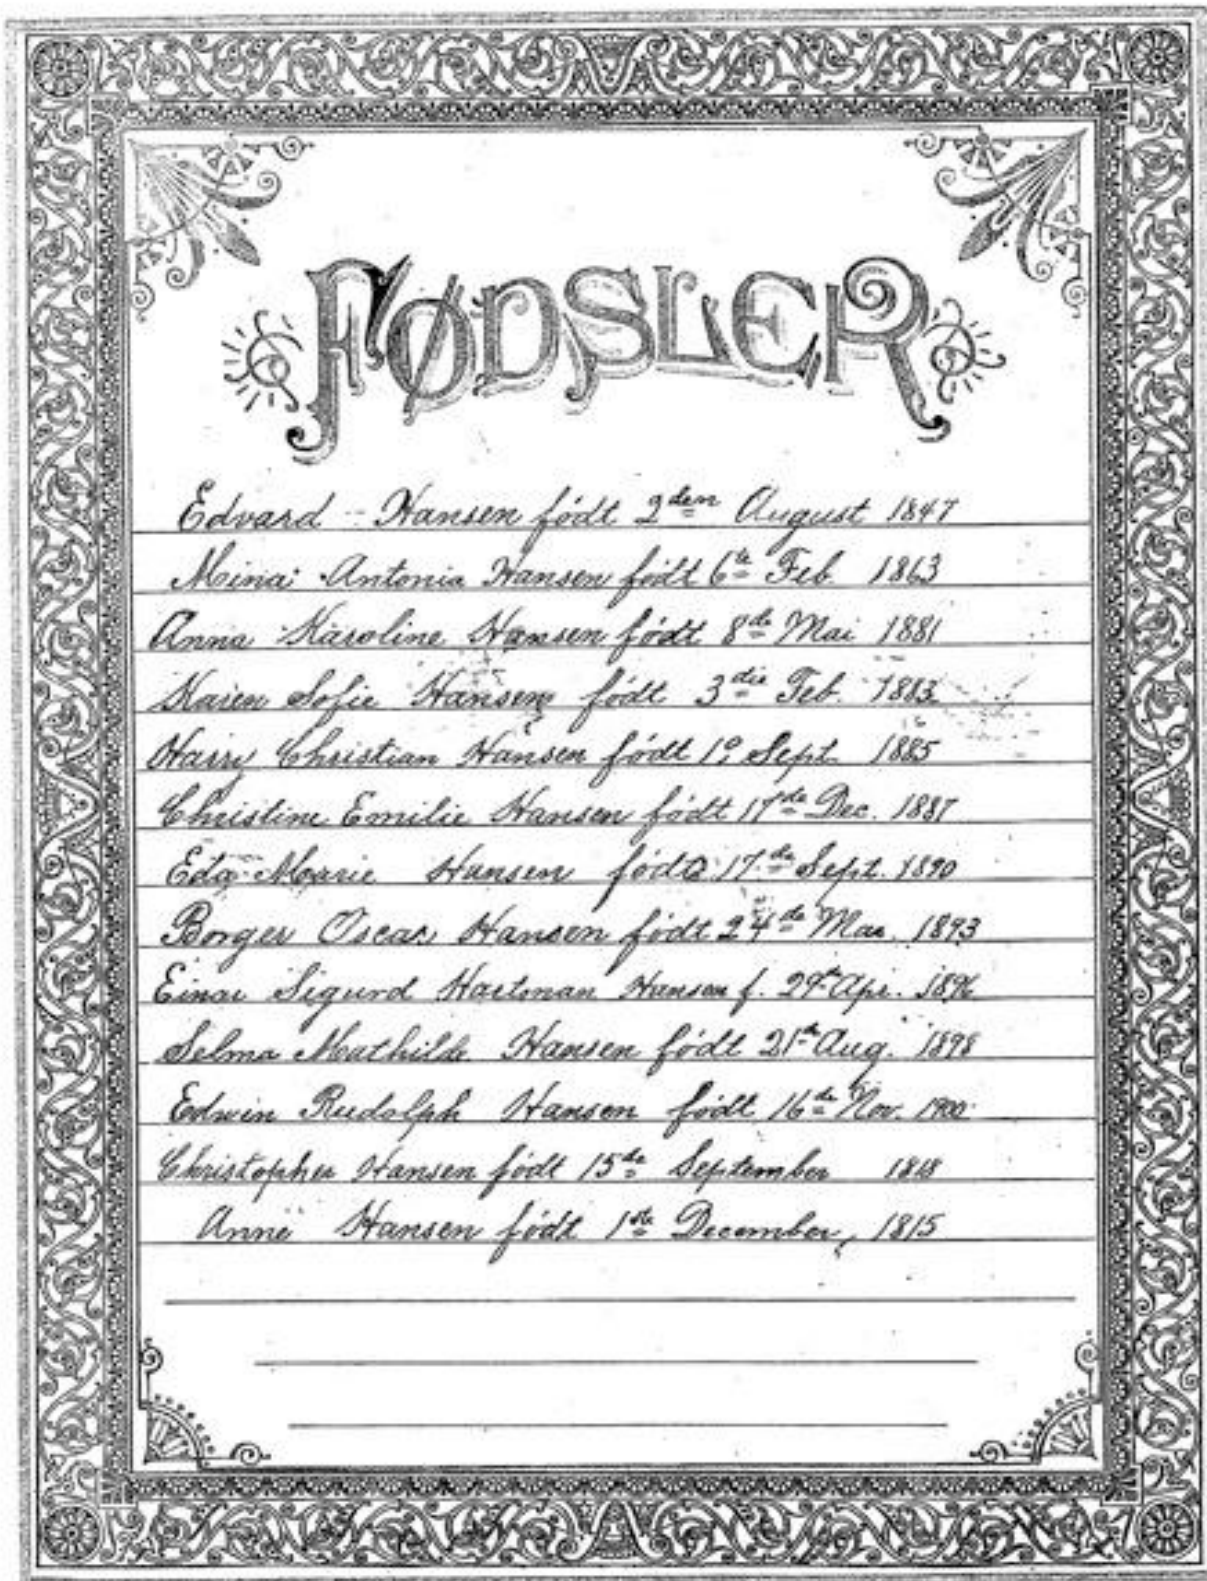 FØDSLER
Edvard - Hansen født 2den August 1847
Mina Antonia Hansen født 6te Feb. 1863
Anna Karoline Hansen født 8de Mai 1881
Karen Sofie Hansen født 3die Feb. 1883
Harry Christian Hansen født 1o, Sept. 1885
Christine Emilie Hansen født 17de Dec. 1887
Eda Marie Hansen født 17de Sept. 1890
Borger Oscar Hansen født 24de Mar. 1893
Einar Sigurd Hartman Hansen f. 27de Apr. 1896
Selma Mathilde Hansen født 21de Aug. 1898
Edwin Rudolph Hansen født 16de Nov. 1900
Christopher Hansen født 15de September 1818
Anne Hansen født 1ste December, 1815